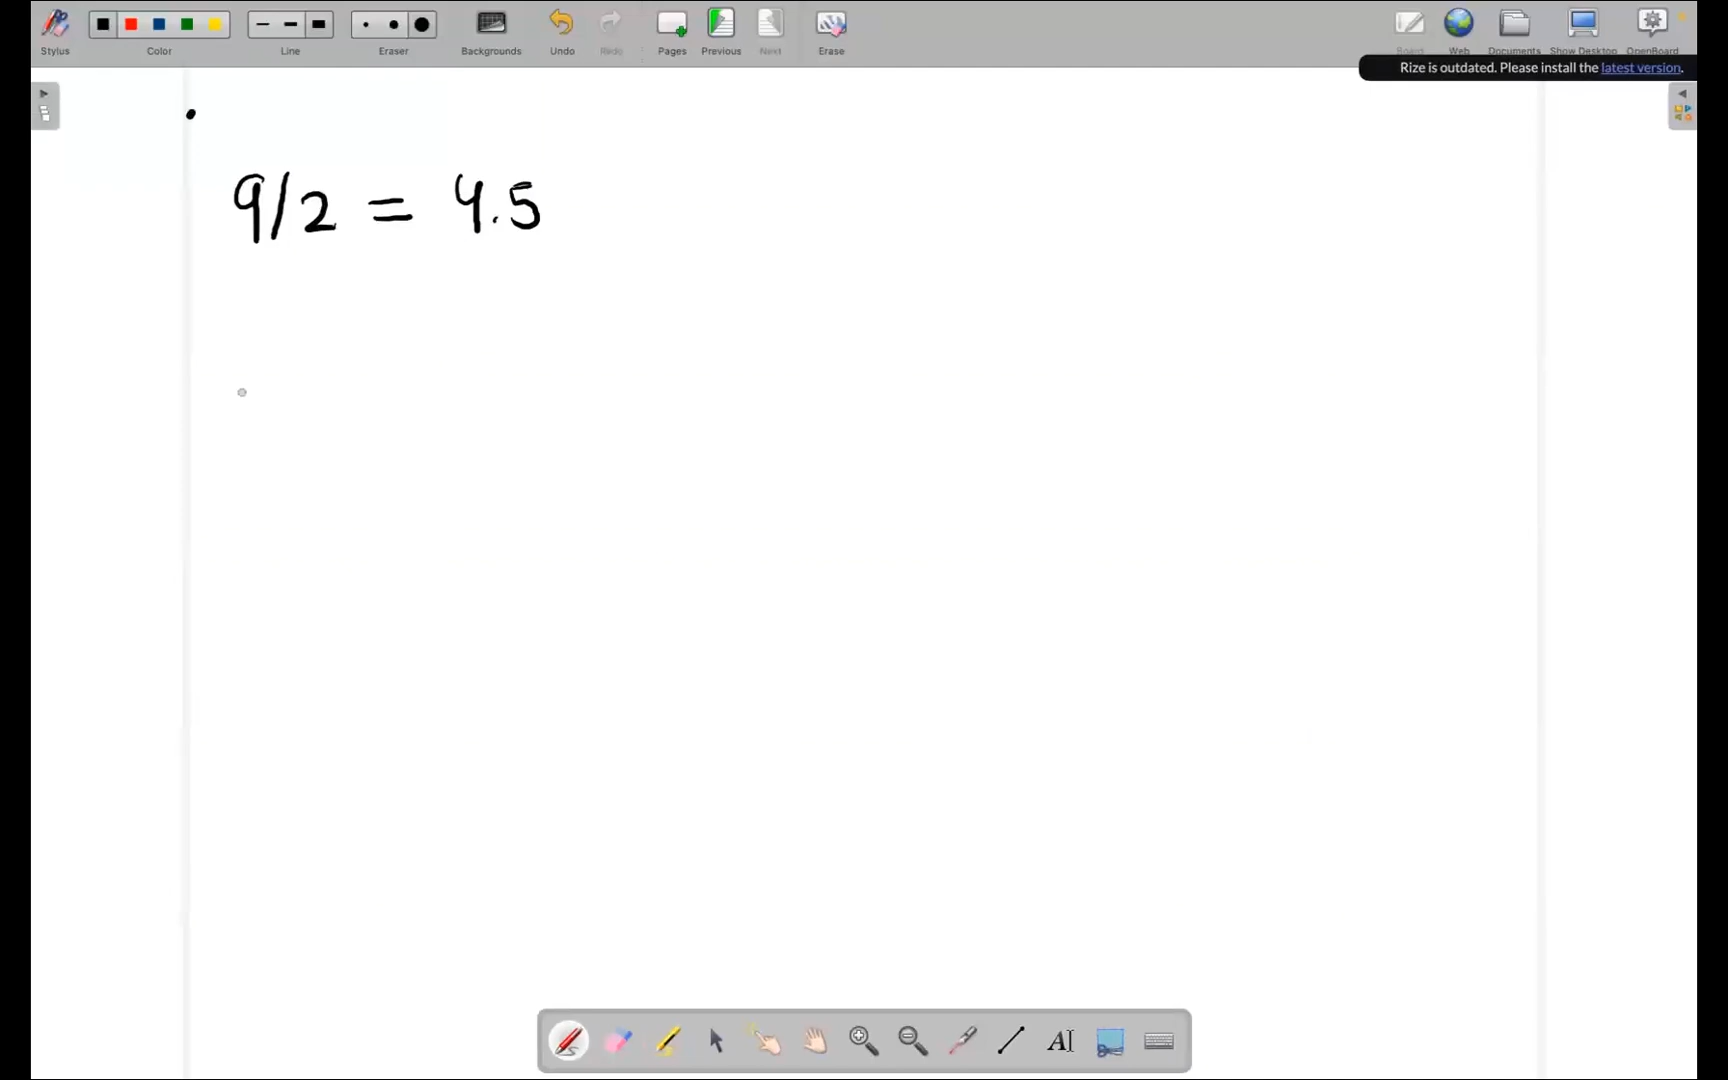 Stylus Color Line Eraser Backgrounds Undo Redo Pages Previous Next Erase Board Web Documents Show Desktop OpenBoard
Rize is outdated. Please install the latest version.
9/2 = 4.5
A